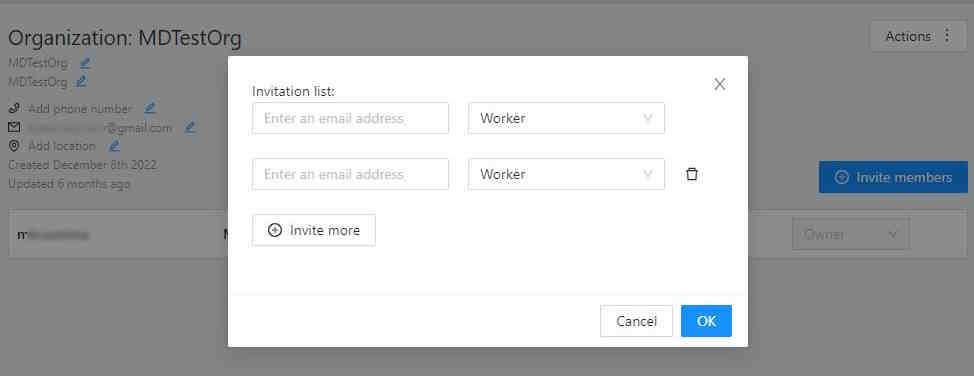 Organization: MDTestOrg
Actions
MDTestOrg
MDTestOrg
Add phone number
@gmail.com
Add location
Created December 8th 2022
Updated 6 months ago
Invite members
Owner
Invitation list:
Enter an email address Worker
Enter an email address Worker
Invite more
Cancel OK